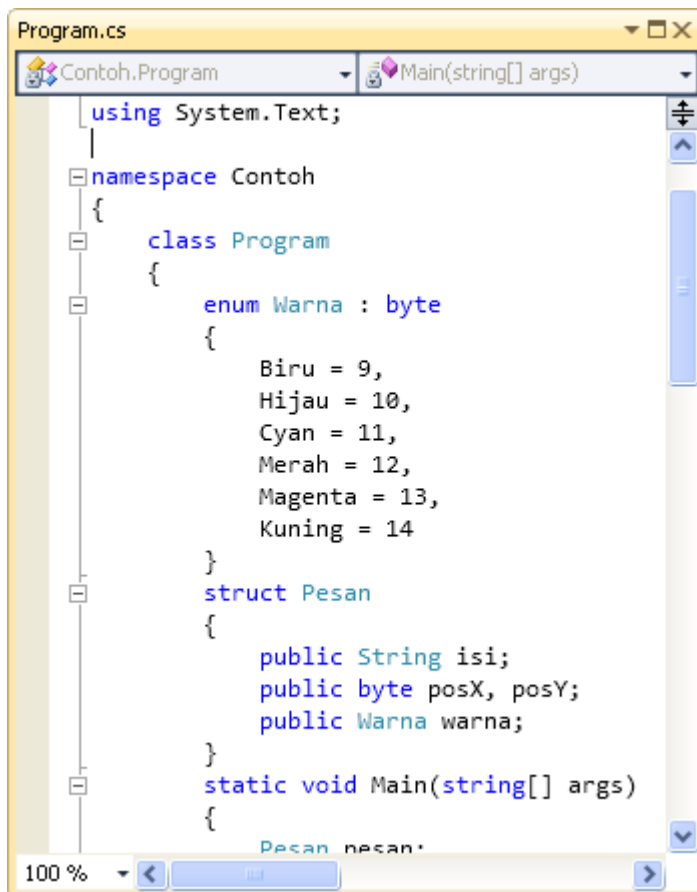 Program.cs
Contoh.Program Main(string[] args)
using System.Text;
namespace Contoh
{
class Program
{
enum Warna : byte
{
Biru = 9,
Hijau = 10,
Cyan = 11,
Merah = 12,
Magenta = 13,
Kuning = 14
}
struct Pesan
{
public String isi;
public byte posX, posY;
public Warna warna;
}
static void Main(string[] args)
{
Pesan pesan;
100 %